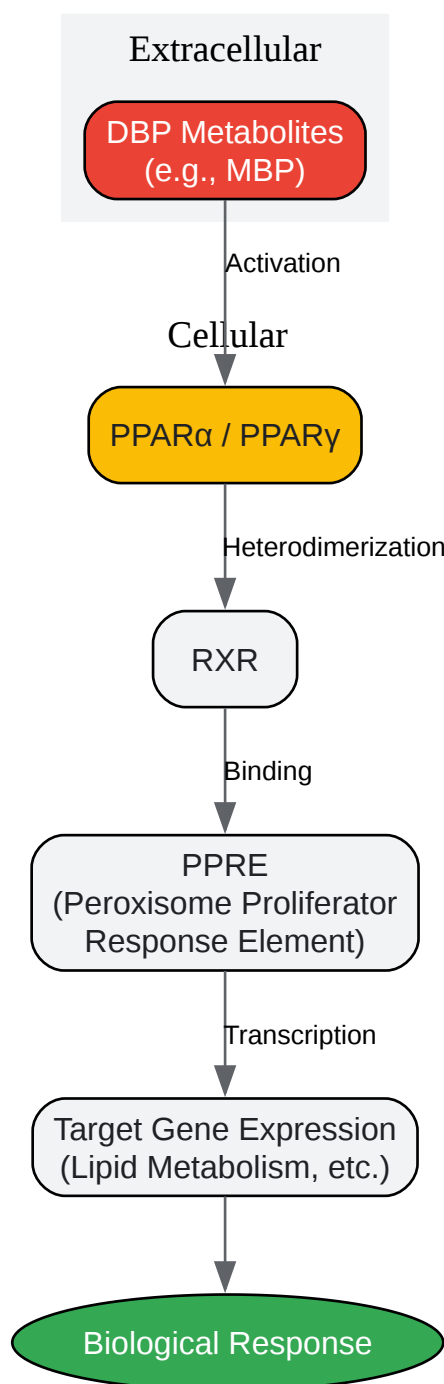 Extracellular
DBP Metabolites
(e.g., MBP)
Activation
Cellular
PPARα / PPARγ
Heterodimerization
RXR
Binding
PPRE
(Peroxisome Proliferator
Response Element)
Transcription
Target Gene Expression
(Lipid Metabolism, etc.)
Biological Response